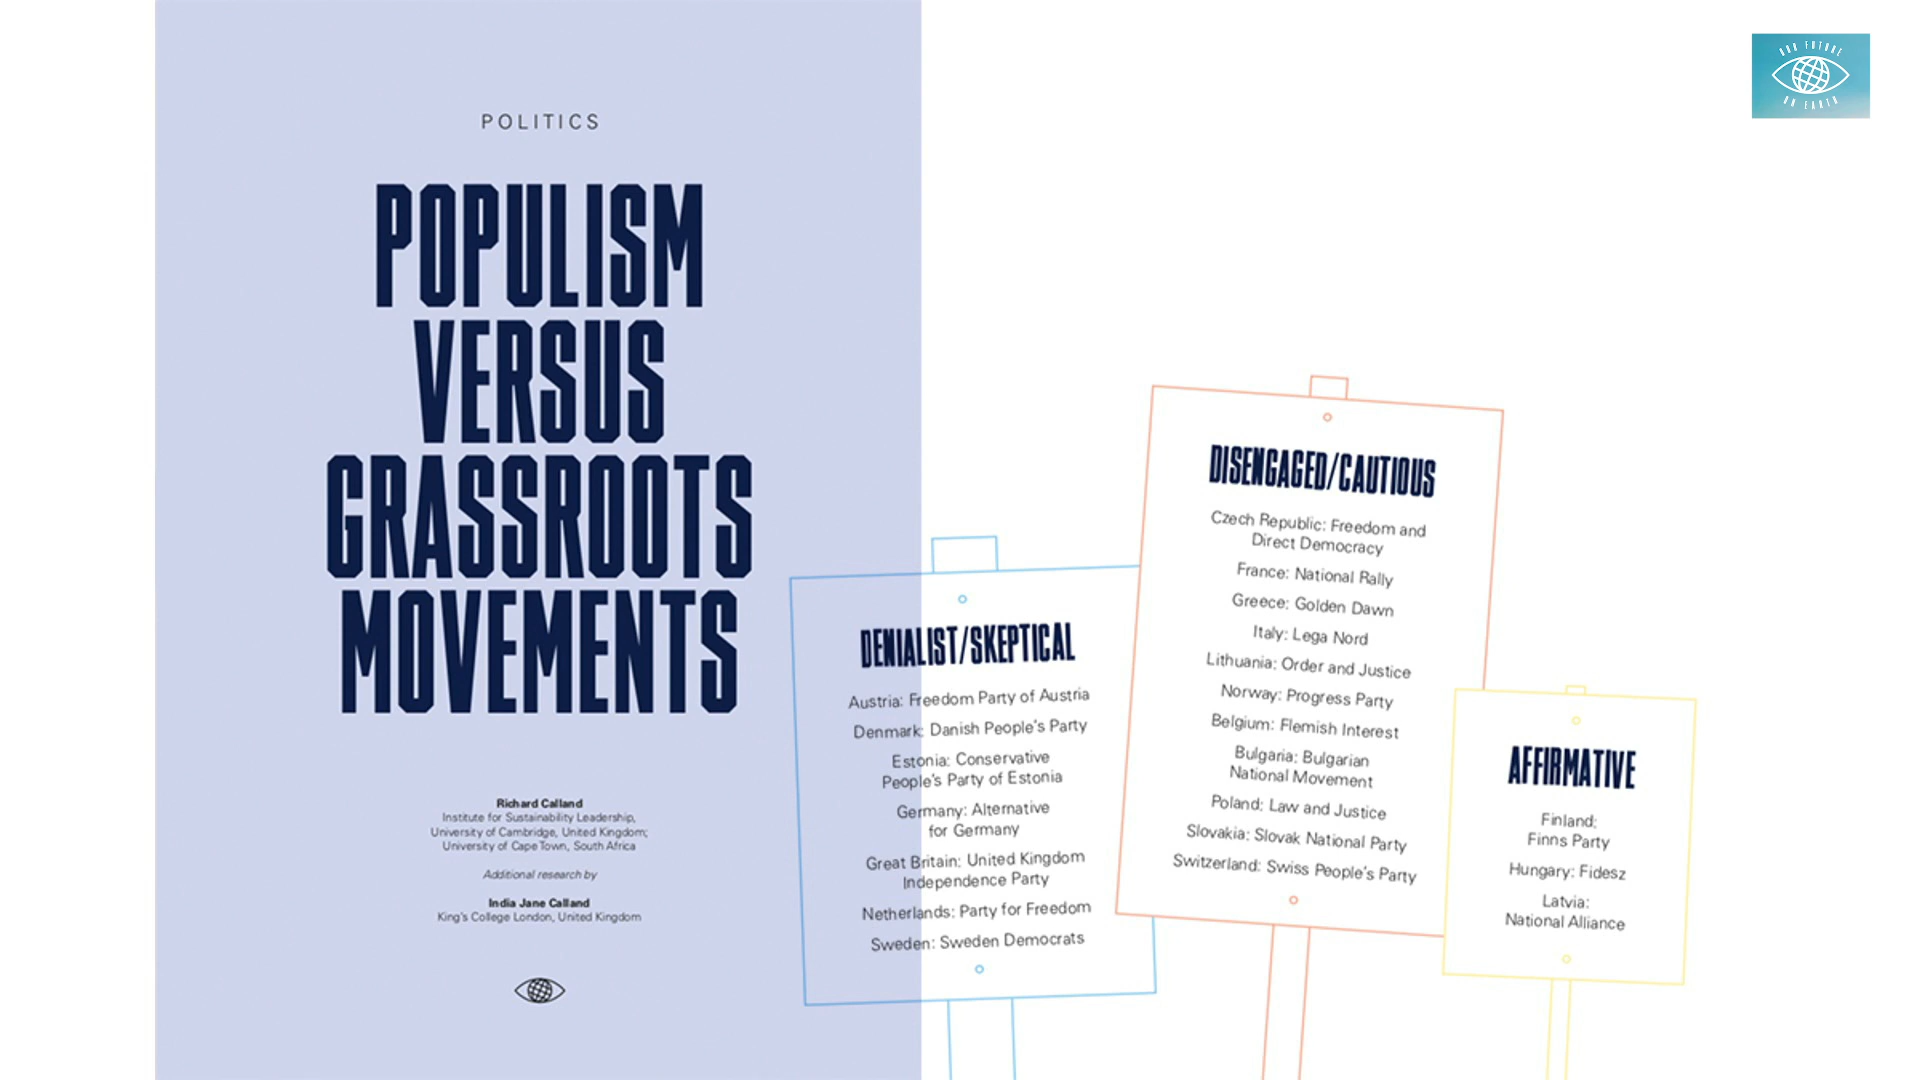 POLITICS
POPULISM
VERSUS
GRASSROOTS
MOVEMENTS
Richard Calland
Institute for Sustainability Leadership,
University of Cambridge, United Kingdom;
University of Cape Town, South Africa
Additional research by
India Jane Calland
King's College London, United Kingdom
DENIALIST/SKEPTICAL
Austria: Freedom Party of Austria
Denmark: Danish People's Party
Estonia: Conservative
People's Party of Estonia
Germany: Alternative
for Germany
Great Britain: United Kingdom
Independence Party
Netherlands: Party for Freedom
Sweden: Sweden Democrats
DISENGAGED/CAUTIOUS
Czech Republic: Freedom and
Direct Democracy
France: National Rally
Greece: Golden Dawn
Italy: Lega Nord
Lithuania: Order and Justice
Norway: Progress Party
Belgium: Flemish Interest
Bulgaria: Bulgarian
National Movement
Poland: Law and Justice
Slovakia: Slovak National Party
Switzerland: Swiss People's Party
AFFIRMATIVE
Finland:
Finns Party
Hungary: Fidesz
Latvia:
National Alliance
OUR FUTURE
ON EARTH